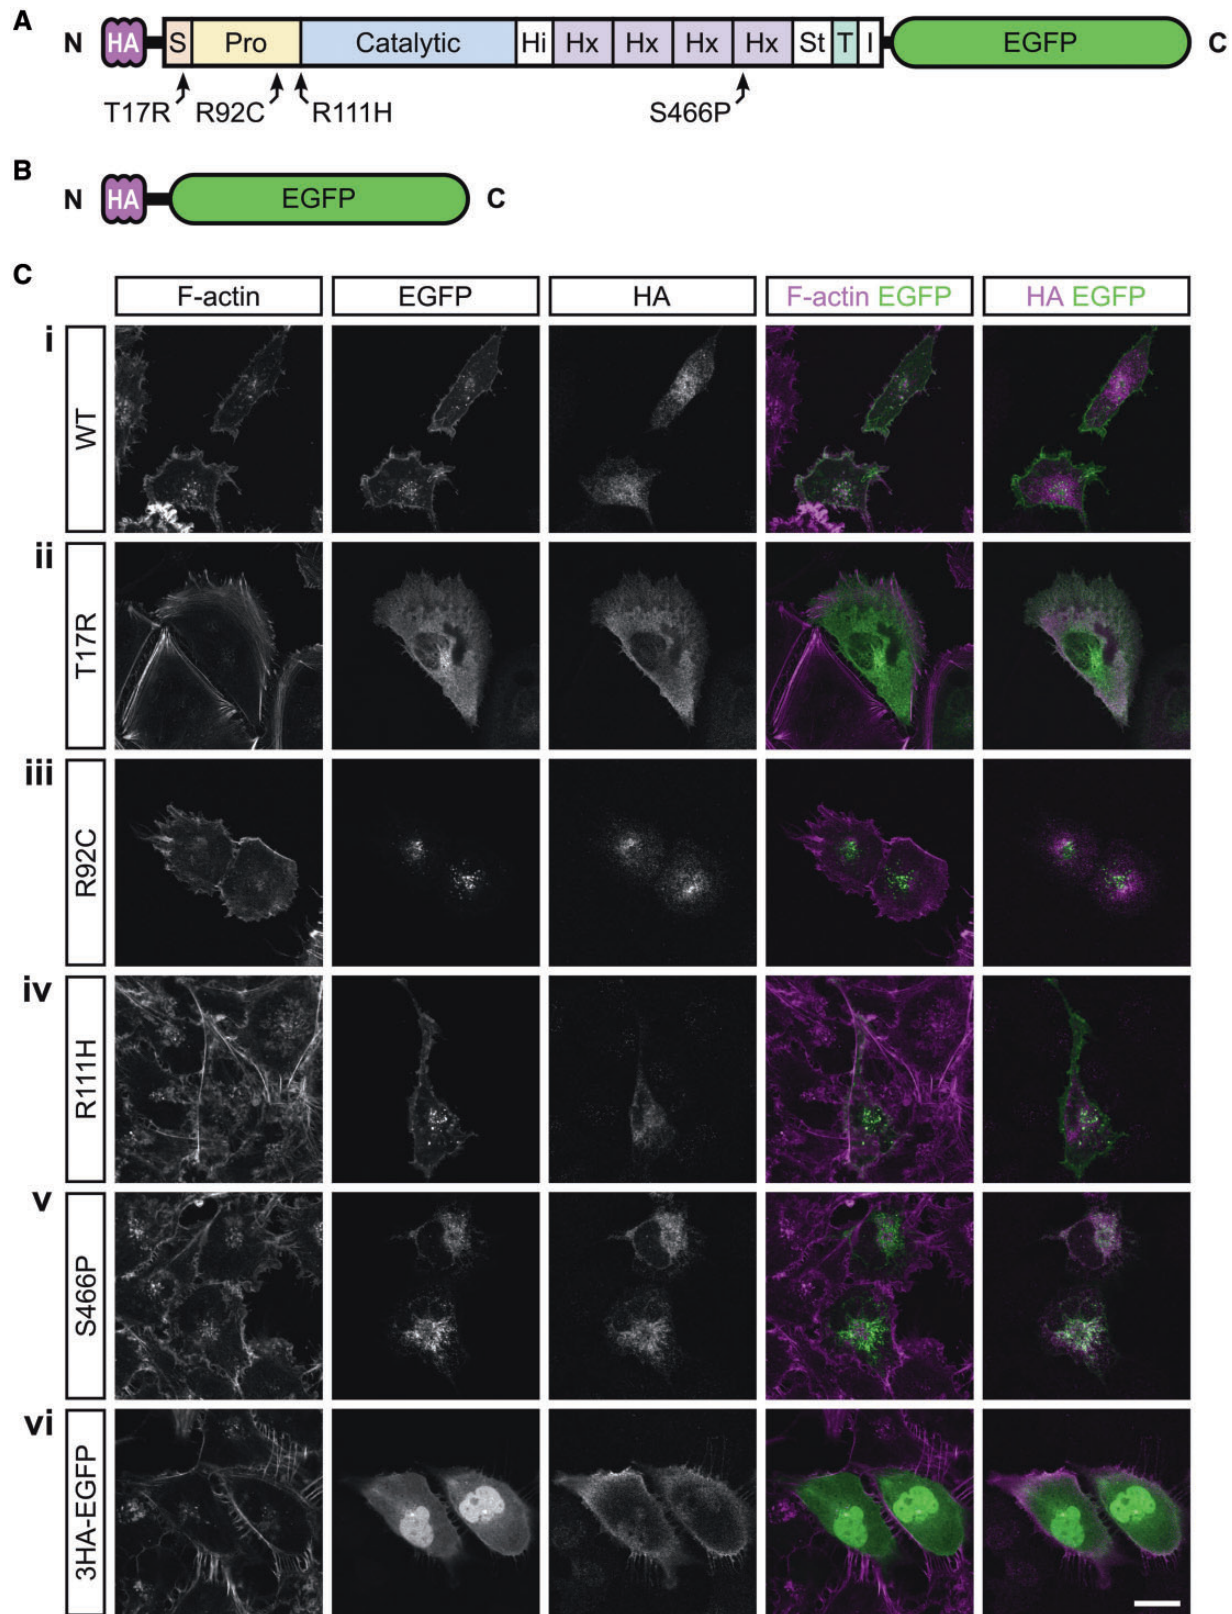 A
N HA S Pro Catalytic Hi Hx Hx Hx Hx St T I EGFP C
T17R R92C R111H S466P
B
N HA EGFP C
C
F-actin EGFP HA F-actin EGFP HA EGFP
i WT
ii T17R
iii R92C
iv R111H
v S466P
vi 3HA-EGFP